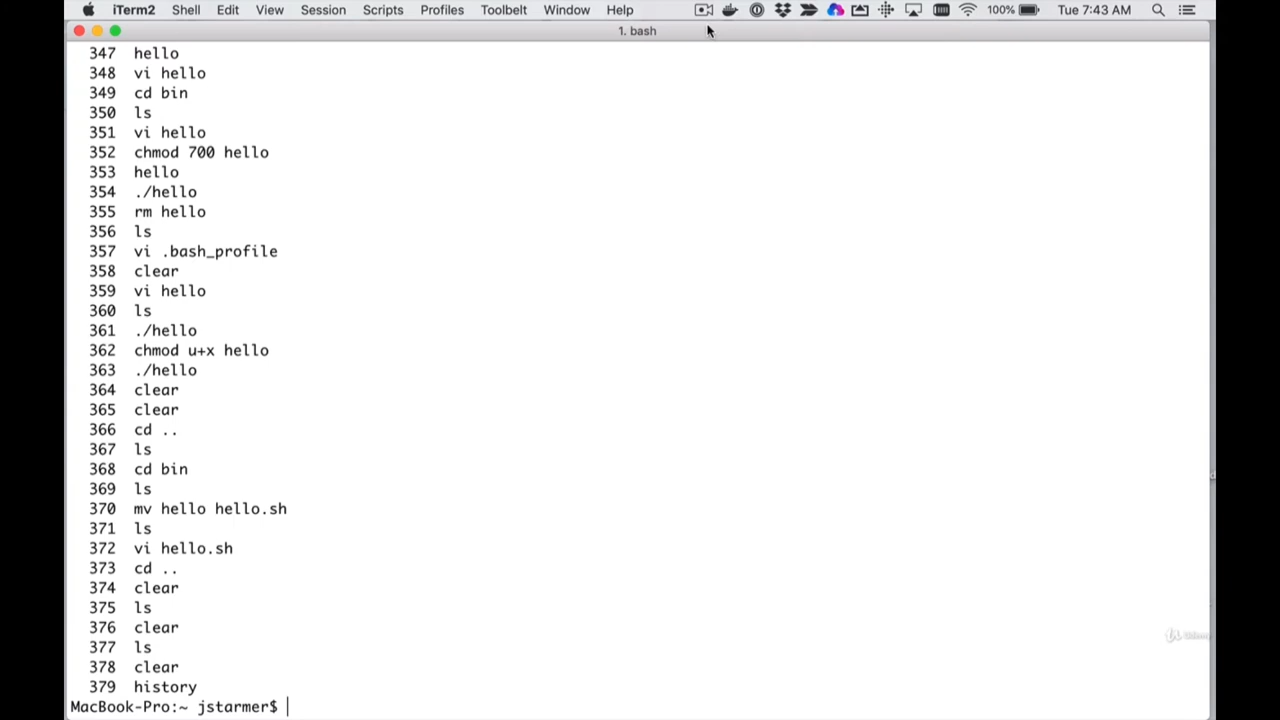 iTerm2 Shell Edit View Session Scripts Profiles Toolbelt Window Help 100% Tue 7:43 AM
1. bash
347 hello
348 vi hello
349 cd bin
350 ls
351 vi hello
352 chmod 700 hello
353 hello
354 ./hello
355 rm hello
356 ls
357 vi .bash_profile
358 clear
359 vi hello
360 ls
361 ./hello
362 chmod u+x hello
363 ./hello
364 clear
365 clear
366 cd ..
367 ls
368 cd bin
369 ls
370 mv hello hello.sh
371 ls
372 vi hello.sh
373 cd ..
374 clear
375 ls
376 clear
377 ls
378 clear
379 history
MacBook-Pro:~ jstarmer$